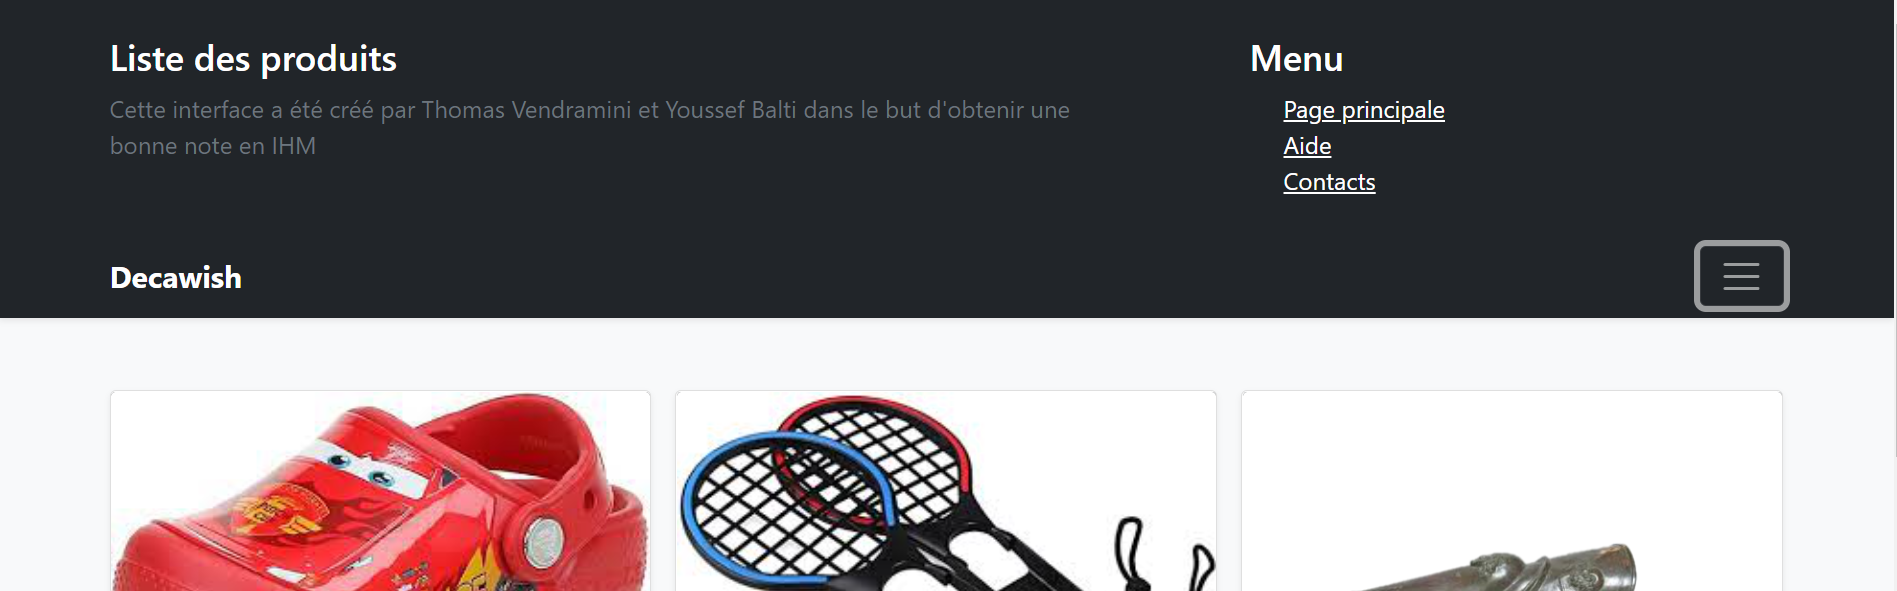 Liste des produits
Cette interface a été créé par Thomas Vendramini et Youssef Balti dans le but d'obtenir une
bonne note en IHM
Menu
Page principale
Aide
Contacts
Decawish